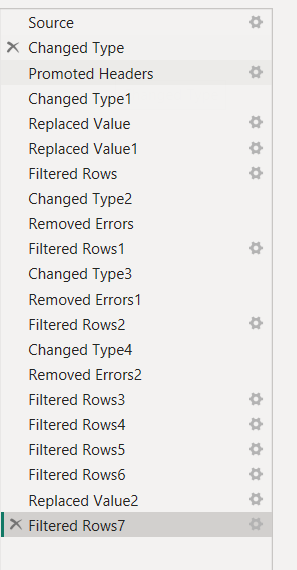 Source
Changed Type
Promoted Headers
Changed Type1
Replaced Value
Replaced Value1
Filtered Rows
Changed Type2
Removed Errors
Filtered Rows1
Changed Type3
Removed Errors1
Filtered Rows2
Changed Type4
Removed Errors2
Filtered Rows3
Filtered Rows4
Filtered Rows5
Filtered Rows6
Replaced Value2
Filtered Rows7